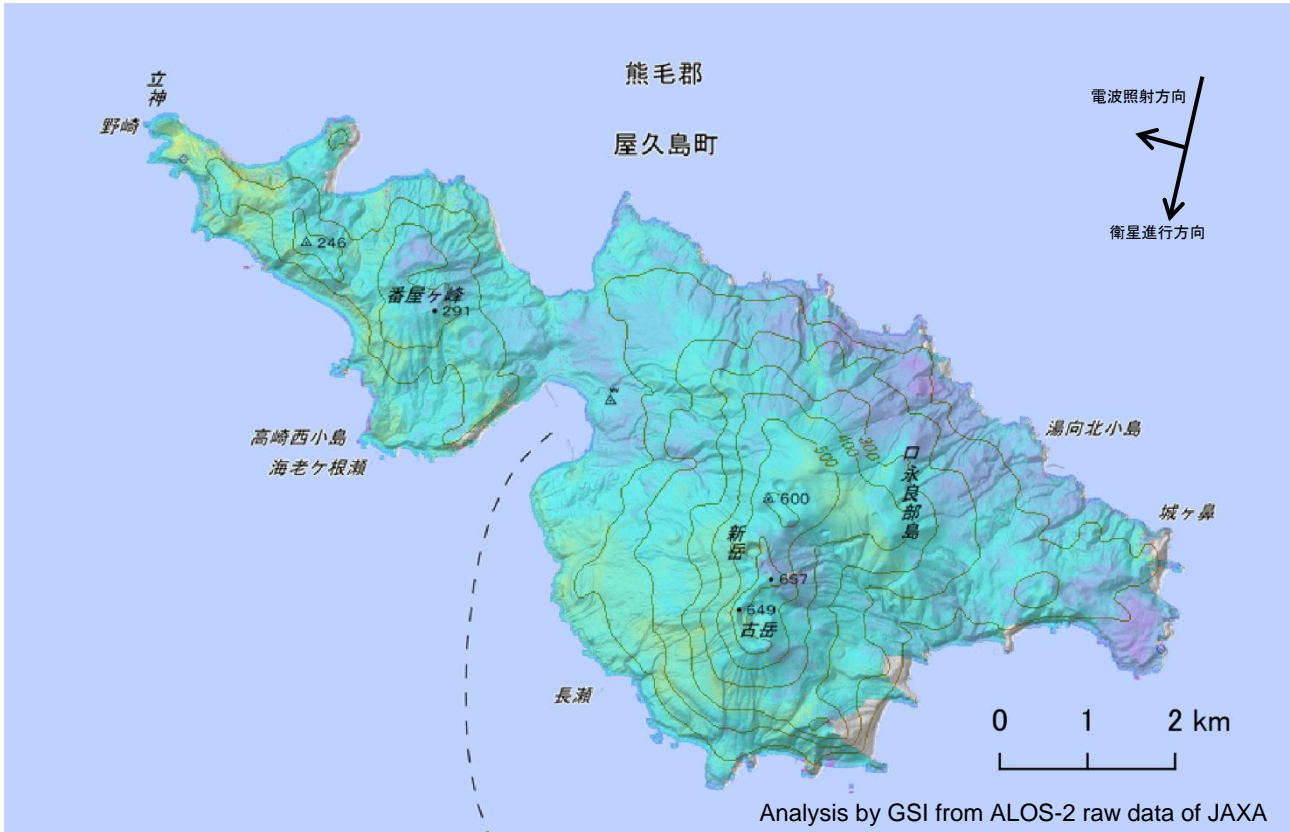 熊毛郡
屋久島町
立神
野崎
電波照射方向
衛星進行方向
246
番屋ヶ峰
291
高崎西小島
海老ケ根瀬
500
400
300
口永良部島
湯向北小島
城ヶ鼻
600
新岳
657
649
古岳
長瀬
0 1 2 km
Analysis by GSI from ALOS-2 raw data of JAXA